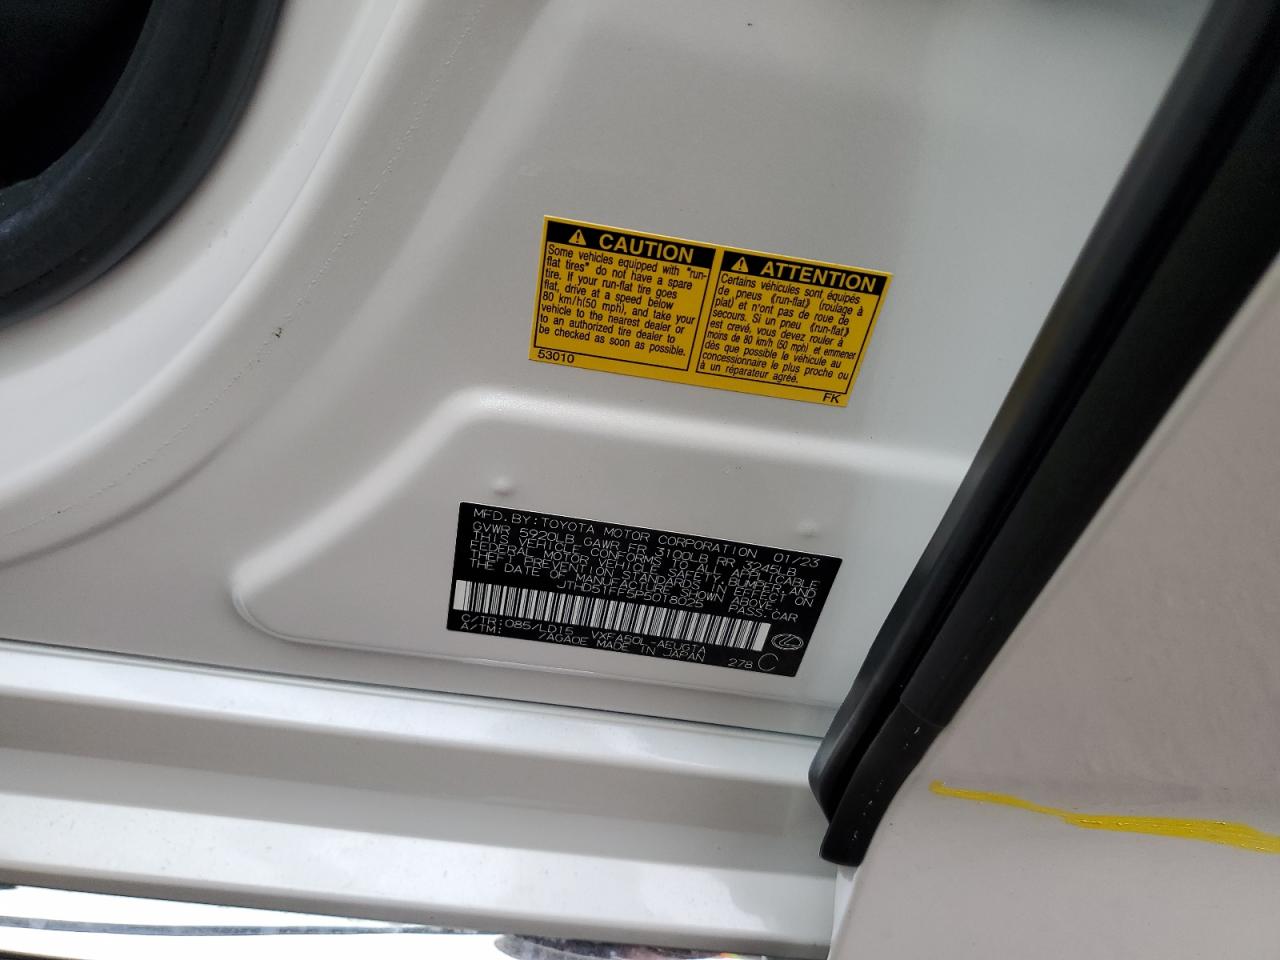 CAUTION
Some vehicles equipped with "run-
flat tires" do not have a spare
tire. If your run-flat tire goes
flat, drive at a speed below
80 km/h(50 mph), and take your
vehicle to the nearest dealer or
to an authorized tire dealer to
be checked as soon as possible.
53010
ATTENTION
Certains véhicules sont équipés
de pneus «run-flat» (roulage à
plat) et n'ont pas de roue de
secours. Si un pneu «run-flat»
est crevé, vous devez rouler à
moins de 80 km/h (50 mph) et emmener
dès que possible le véhicule au
concessionnaire le plus proche ou
à un réparateur agréé.
FK
MFD. BY: TOYOTA MOTOR CORPORATION 01/23
GVWR 5920LB GAWR FR 3100LB RR 3245LB
THIS VEHICLE CONFORMS TO ALL APPLICABLE
FEDERAL MOTOR VEHICLE SAFETY, BUMPER, AND
THEFT PREVENTION STANDARDS IN EFFECT ON
THE DATE OF MANUFACTURE SHOWN ABOVE.
JTHD51FF5P5018025 PASS.CAR
C/TR: 085/LD15 VXFA50L-AEUGTA
A/TM: /AGA0E MADE IN JAPAN 278 C